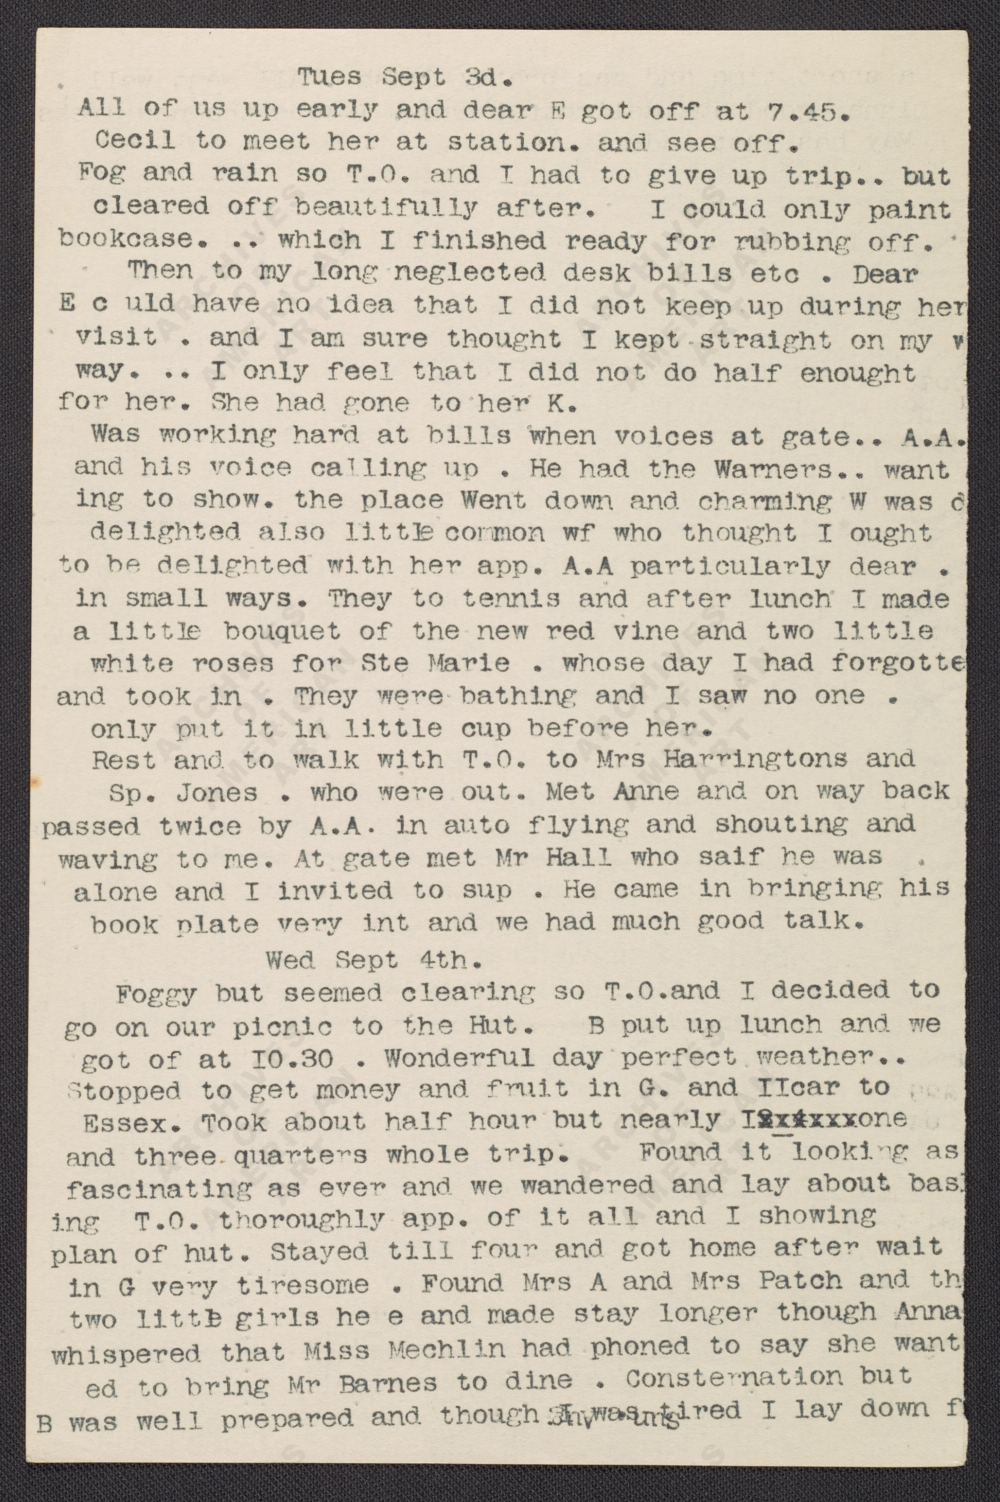 Tues Sept 3d.
All of us up early and dear E got off at 7.45.
Cecil to meet her at station. and see off.
Fog and rain so T.O. and I had to give up trip.. but
cleared off beautifully after. I could only paint
bookcase. .. which I finished ready for rubbing off.
Then to my long neglected desk bills etc . Dear
E c uld have no idea that I did not keep up during her
visit . and I am sure thought I kept straight on my w
way. .. I only feel that I did not do half enought
for her. She had gone to her K.
Was working hard at bills when voices at gate.. A.A.
and his voice calling up . He had the Warners.. want
ing to show. the place Went down and charming W was d
delighted also little common wf who thought I ought
to be delighted with her app. A.A particularly dear .
in small ways. They to tennis and after lunch I made
a little bouquet of the new red vine and two little
white roses for Ste Marie . whose day I had forgotte
and took in . They were bathing and I saw no one .
only put it in little cup before her.
Rest and to walk with T.O. to Mrs Harringtons and
Sp. Jones . who were out. Met Anne and on way back
passed twice by A.A. in auto flying and shouting and
waving to me. At gate met Mr Hall who saif he was .
alone and I invited to sup . He came in bringing his
book plate very int and we had much good talk.
Wed Sept 4th.
Foggy but seemed clearing so T.O.and I decided to
go on our picnic to the Hut. B put up lunch and we
got of at IO.30 . Wonderful day perfect weather..
Stopped to get money and fruit in G. and IIcar to
Essex. Took about half hour but nearly one
and three quarters whole trip. Found it looking as
fascinating as ever and we wandered and lay about bas
ing T.O. thoroughly app. of it all and I showing
plan of hut. Stayed till four and got home after wait
in G very tiresome . Found Mrs A and Mrs Patch and th
two little girls he e and made stay longer though Anna
whispered that Miss Mechlin had phoned to say she want
ed to bring Mr Barnes to dine . Consternation but
B was well prepared and though I was tired I lay down f